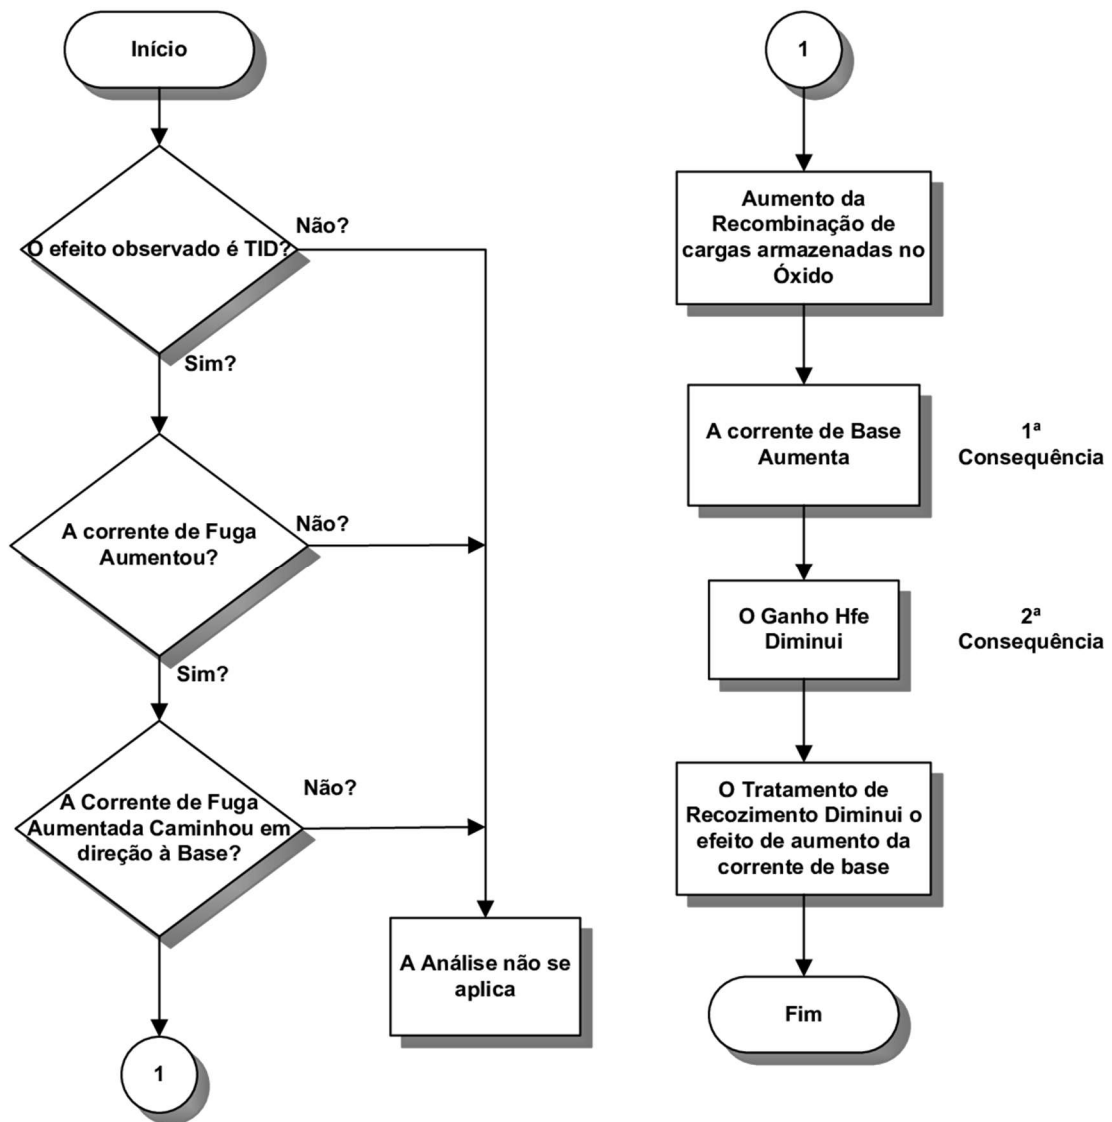 Início
O efeito observado é TID?
Não?
Sim?
A corrente de Fuga
Aumentou?
Não?
Sim?
A Corrente de Fuga
Aumentada Caminhou em
direção à Base?
Não?
A Análise não se
aplica
1
1
Aumento da
Recombinação de
cargas armazenadas no
Óxido
A corrente de Base
Aumenta
1ª
Consequência
O Ganho Hfe
Diminui
2ª
Consequência
O Tratamento de
Recozimento Diminui o
efeito de aumento da
corrente de base
Fim